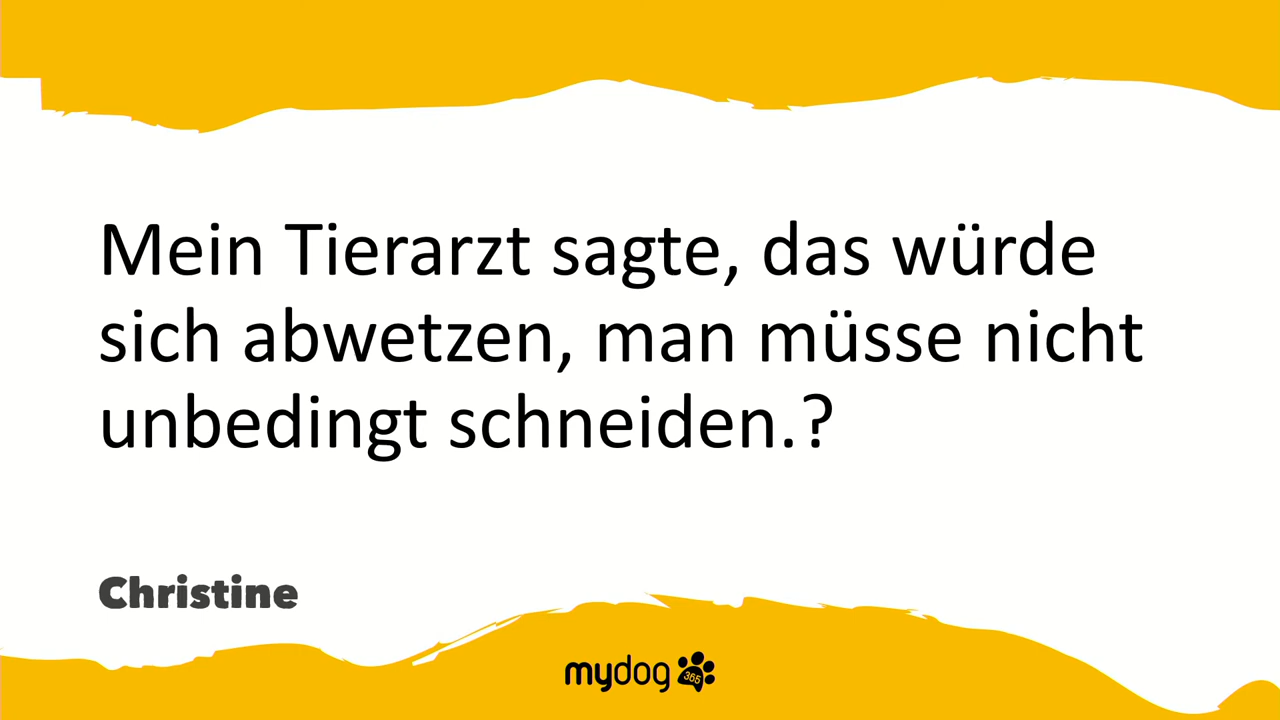 Mein Tierarzt sagte, das würde
sich abwetzen, man müsse nicht
unbedingt schneiden.?
Christine
mydog 365